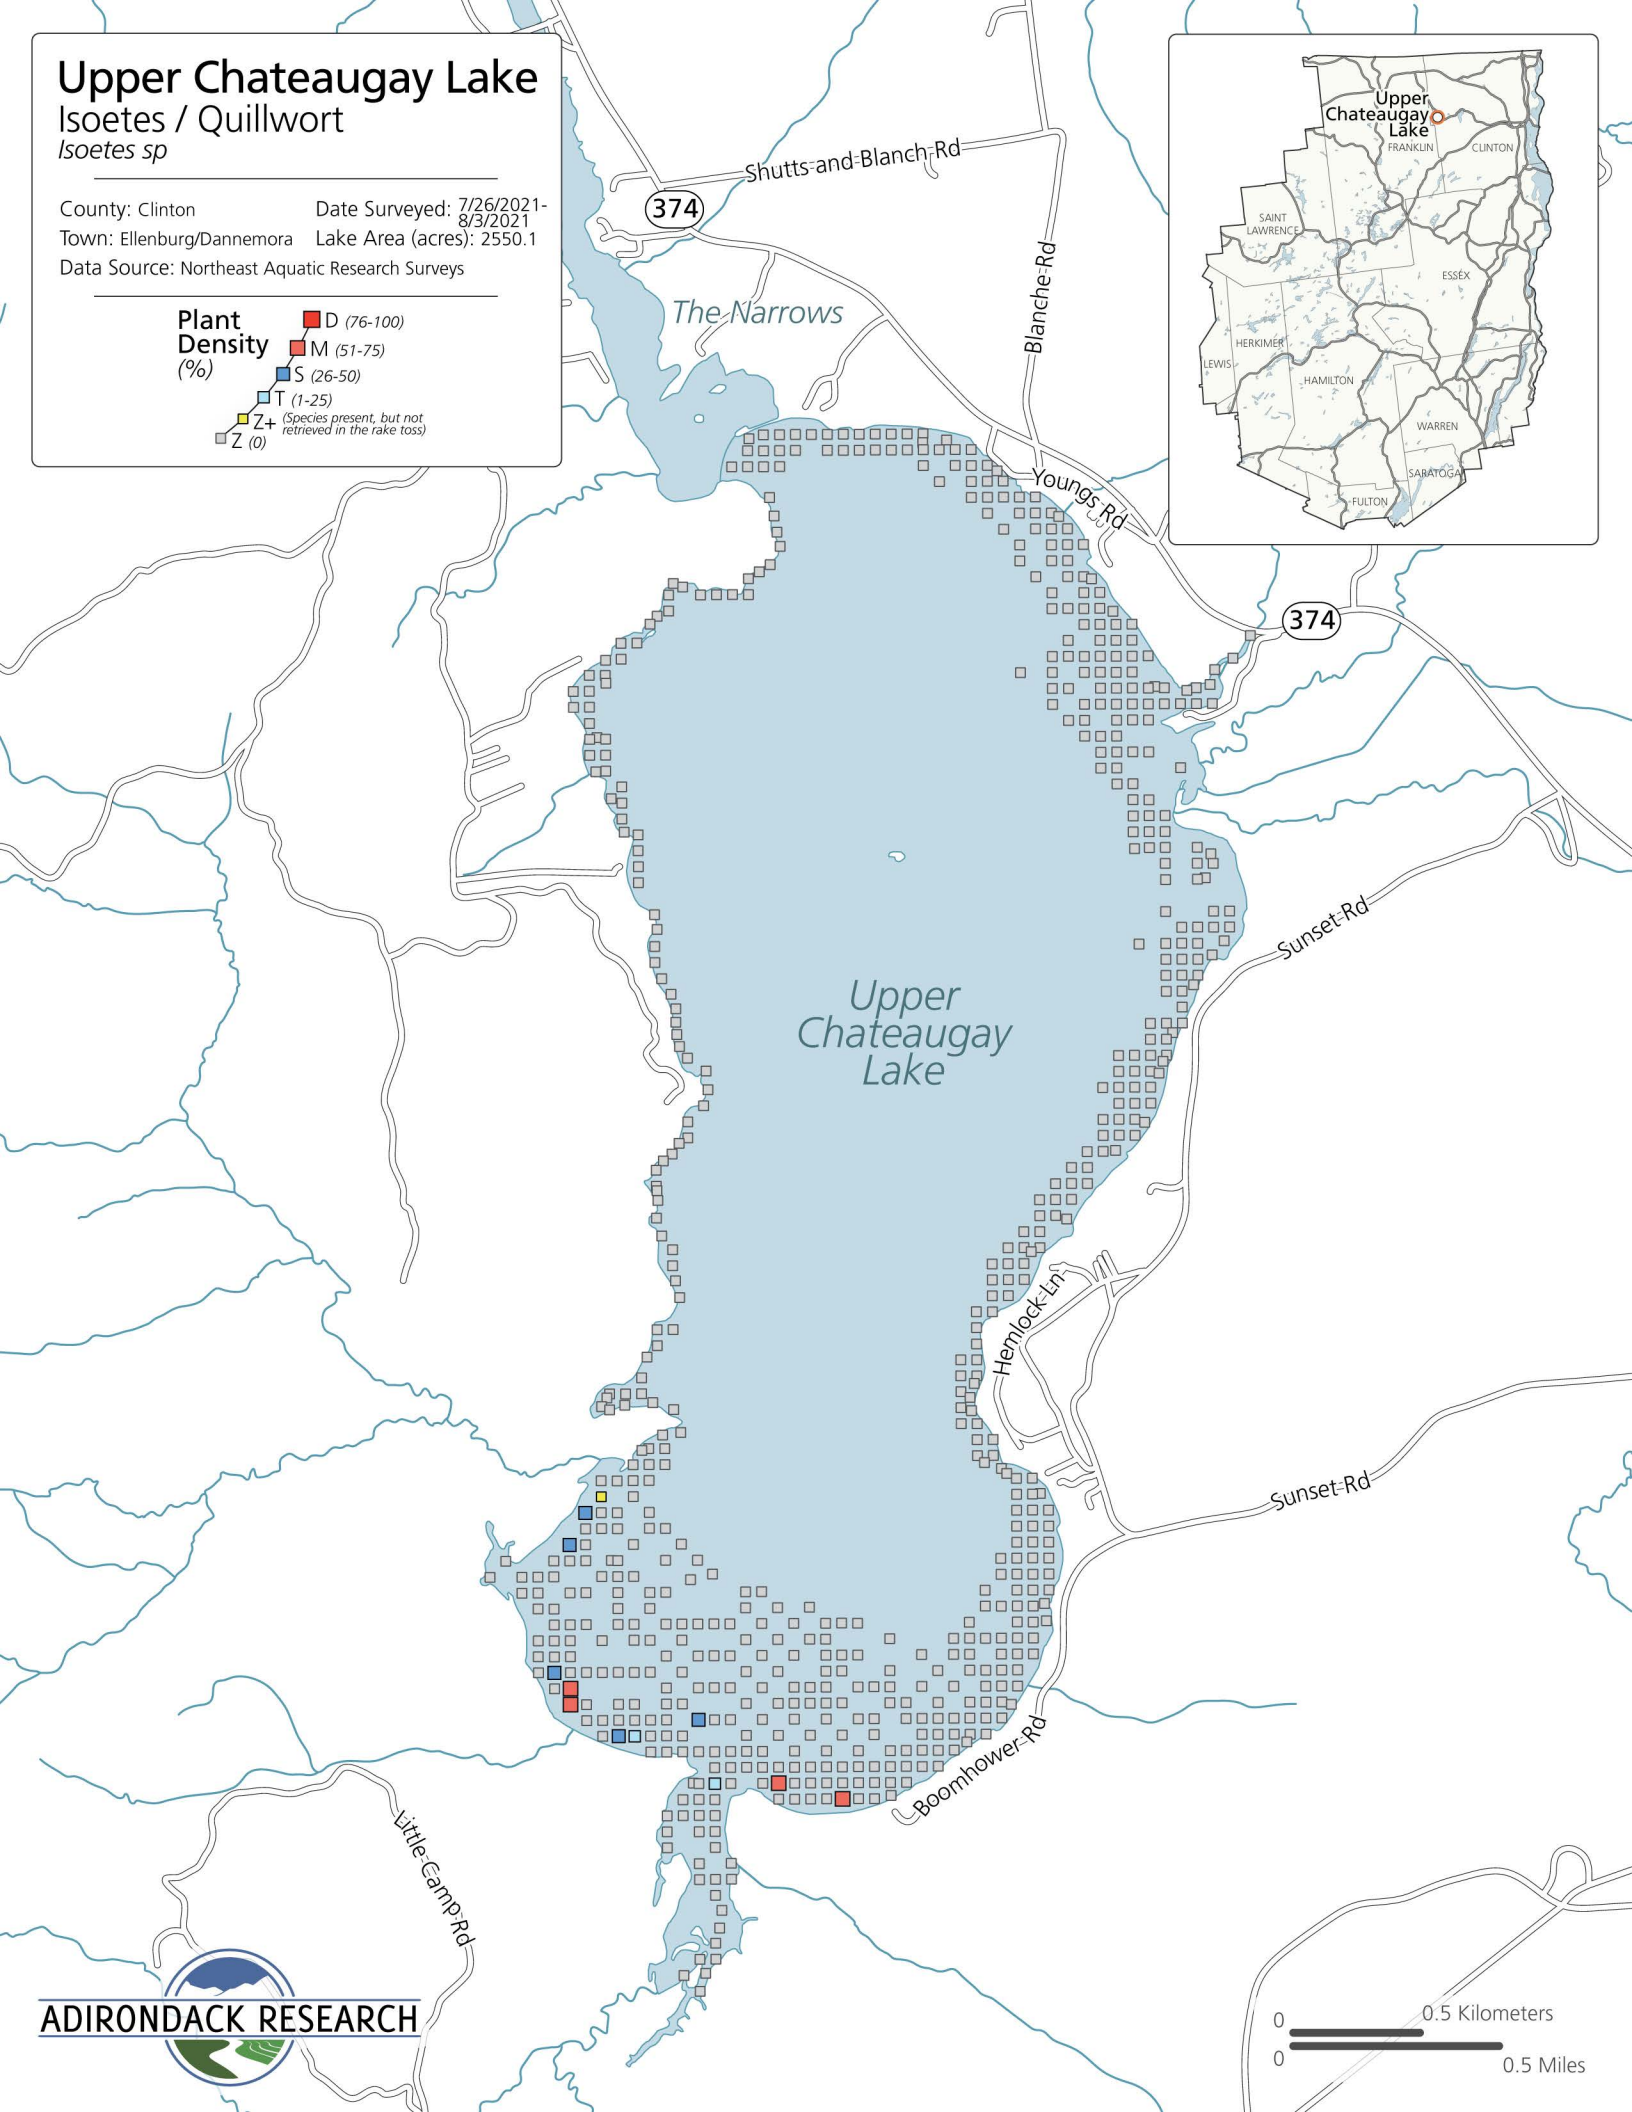 Upper Chateaugay Lake
Isoetes / Quillwort
Isoetes sp
County: Clinton
Date Surveyed: 7/26/2021-
8/3/2021
Town: Ellenburg/Dannemora
Lake Area (acres): 2550.1
Data Source: Northeast Aquatic Research Surveys
Plant
Density
(%)
D (76-100)
M (51-75)
S (26-50)
T (1-25)
Z+ (Species present, but not
retrieved in the rake toss)
Z (0)
Upper
Chateaugay
Lake
FRANKLIN
CLINTON
SAINT
LAWRENCE
ESSEX
HERKIMER
LEWIS
HAMILTON
WARREN
SARATOGA
FULTON
Shutts and Blanch Rd
374
The Narrows
Blanche Rd
Youngs Rd
374
Sunset Rd
Upper
Chateaugay
Lake
Hemlock Ln
Sunset Rd
Boomhower Rd
Little Camp Rd
ADIRONDACK RESEARCH
0
0.5 Kilometers
0
0.5 Miles